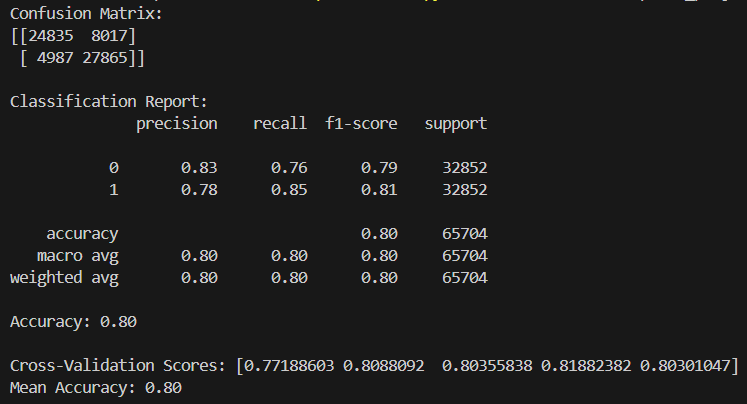 Confusion Matrix:
[[24835  8017]
 [ 4987 27865]]
Classification Report:
              precision    recall  f1-score   support
           0       0.83      0.76      0.79     32852
           1       0.78      0.85      0.81     32852
    accuracy                           0.80     65704
   macro avg       0.80      0.80      0.80     65704
weighted avg       0.80      0.80      0.80     65704
Accuracy: 0.80
Cross-Validation Scores: [0.77188603 0.8088092  0.80355838 0.81882382 0.80301047]
Mean Accuracy: 0.80